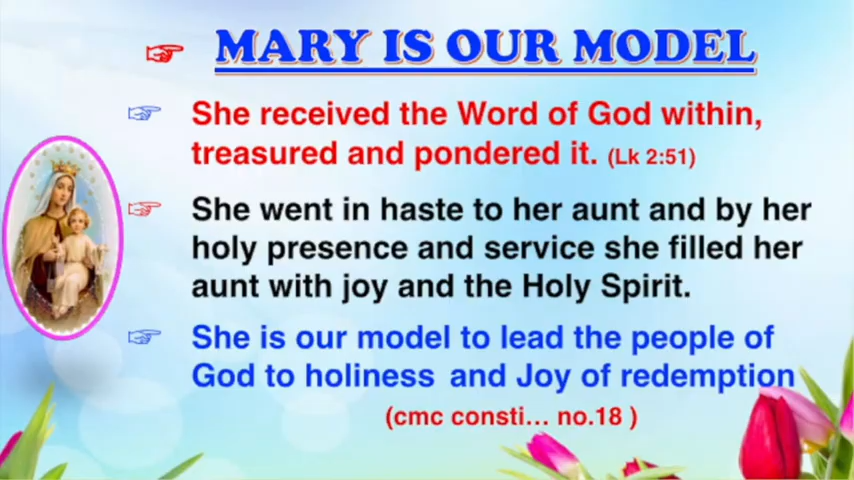 MARY IS OUR MODEL
She received the Word of God within,
treasured and pondered it. (Lk 2:51)
She went in haste to her aunt and by her
holy presence and service she filled her
aunt with joy and the Holy Spirit.
She is our model to lead the people of
God to holiness and Joy of redemption
(cmc consti... no.18 )